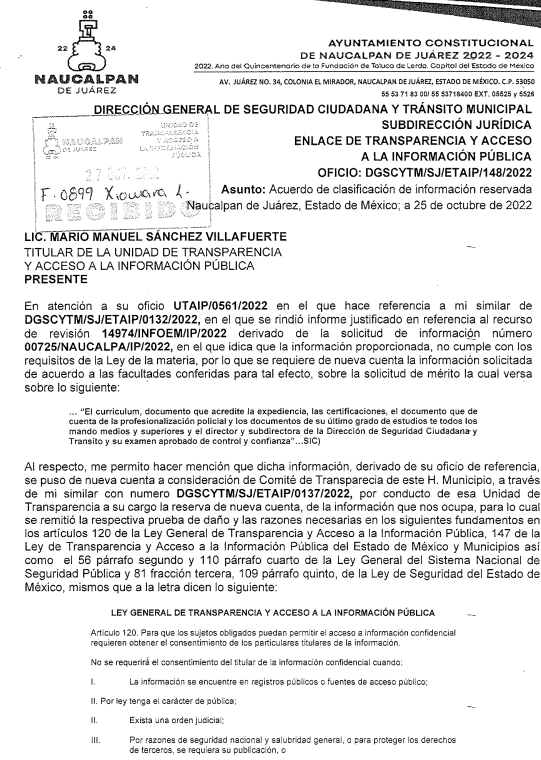 22 24
NAUCALPAN
DE JUÁREZ
AYUNTAMIENTO CONSTITUCIONAL
DE NAUCALPAN DE JUÁREZ 2022 - 2024
2022. Año del Quincentenario de la Fundación de Toluca de Lerdo, Capital del Estado de México
AV. JUÁREZ NO. 34, COLONIA EL MIRADOR, NAUCALPAN DE JUÁREZ, ESTADO DE MÉXICO. C.P. 53050
55 53 71 83 00/ 55 53718400 EXT. 05525 y 5526
DIRECCIÓN GENERAL DE SEGURIDAD CIUDADANA Y TRÁNSITO MUNICIPAL
SUBDIRECCIÓN JURÍDICA
ENLACE DE TRANSPARENCIA Y ACCESO
A LA INFORMACIÓN PÚBLICA
OFICIO: DGSCYTM/SJ/ETAIP/148/2022
Asunto: Acuerdo de clasificación de información reservada
Naucalpan de Juárez, Estado de México; a 25 de octubre de 2022
NAUCALPAN
DE JUÁREZ
UNIDAD DE
TRANSPARENCIA
Y ACCESO A
LA INFORMACIÓN
PÚBLICA
27 OCT. 2022
F. 0899 Xiomara L.
RECIBIDO
LIC. MARIO MANUEL SÁNCHEZ VILLAFUERTE
TITULAR DE LA UNIDAD DE TRANSPARENCIA
Y ACCESO A LA INFORMACIÓN PÚBLICA
PRESENTE
En atención a su oficio UTAIP/0561/2022 en el que hace referencia a mi similar de
DGSCYTM/SJ/ETAIP/0132/2022, en el que se rindió informe justificado en referencia al recurso
de revisión 14974/INFOEM/IP/2022 derivado de la solicitud de información número
00725/NAUCALPA/IP/2022, en el que idica que la información proporcionada, no cumple con los
requisitos de la Ley de la materia, por lo que se requiere de nueva cuenta la información solicitada
de acuerdo a las facultades conferidas para tal efecto, sobre la solicitud de mérito la cual versa
sobre lo siguiente:
... "El curriculum, documento que acredite la expediencia, las certificaciones, el documento que de
cuenta de la profesionalización policial y los documentos de su último grado de estudios te todos los
mando medios y superiores y el director y subdirectora de la Dirección de Seguridad Ciudadana y
Transito y su examen aprobado de control y confianza"...SIC)
Al respecto, me permito hacer mención que dicha información, derivado de su oficio de referencia,
se puso de nueva cuenta a consideración de Comité de Transparecia de este H. Municipio, a través
de mi similar con numero DGSCYTM/SJ/ETAIP/0137/2022, por conducto de esa Unidad de
Transparencia a su cargo la reserva de nueva cuenta, de la información que nos ocupa, para lo cual
se remitió la respectiva prueba de daño y las razones necesarias en los siguientes fundamentos en
los artículos 120 de la Ley General de Transparencia y Acceso a la Información Pública, 147 de
la Ley de Transparencia y Acceso a la Información Pública del Estado de México y Municipios así
como el 56 párrafo segundo y 110 párrafo cuarto de la Ley General del Sistema Nacional de
Seguridad Pública y 81 fracción tercera, 109 párrafo quinto, de la Ley de Seguridad del Estado de
México, mismos que a la letra dicen lo siguiente:
LEY GENERAL DE TRANSPARENCIA Y ACCESO A LA INFORMACIÓN PÚBLICA
Artículo 120. Para que los sujetos obligados puedan permitir el acceso a información confidencial
requieren obtener el consentimiento de los particulares titulares de la información.
No se requerirá el consentimiento del titular de la información confidencial cuando:
I. La información se encuentre en registros públicos o fuentes de acceso público;
II. Por ley tenga el carácter de pública;
II. Exista una orden judicial;
III. Por razones de seguridad nacional y salubridad general, o para proteger los derechos
de terceros, se requiera su publicación, o